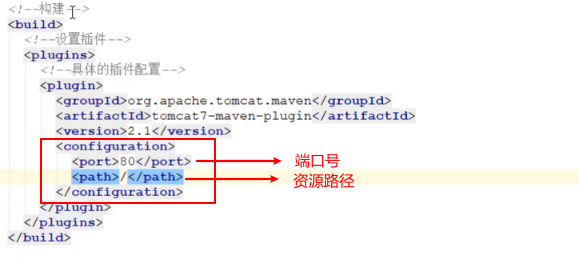 <!--构建-->
<build>
<!--设置插件-->
<plugins>
<!--具体的插件配置-->
<plugin>
<groupId>org.apache.tomcat.maven</groupId>
<artifactId>tomcat7-maven-plugin</artifactId>
<version>2.1</version>
<configuration>
<port>80</port> 端口号
<path>/</path> 资源路径
</configuration>
</plugin>
</plugins>
</build>